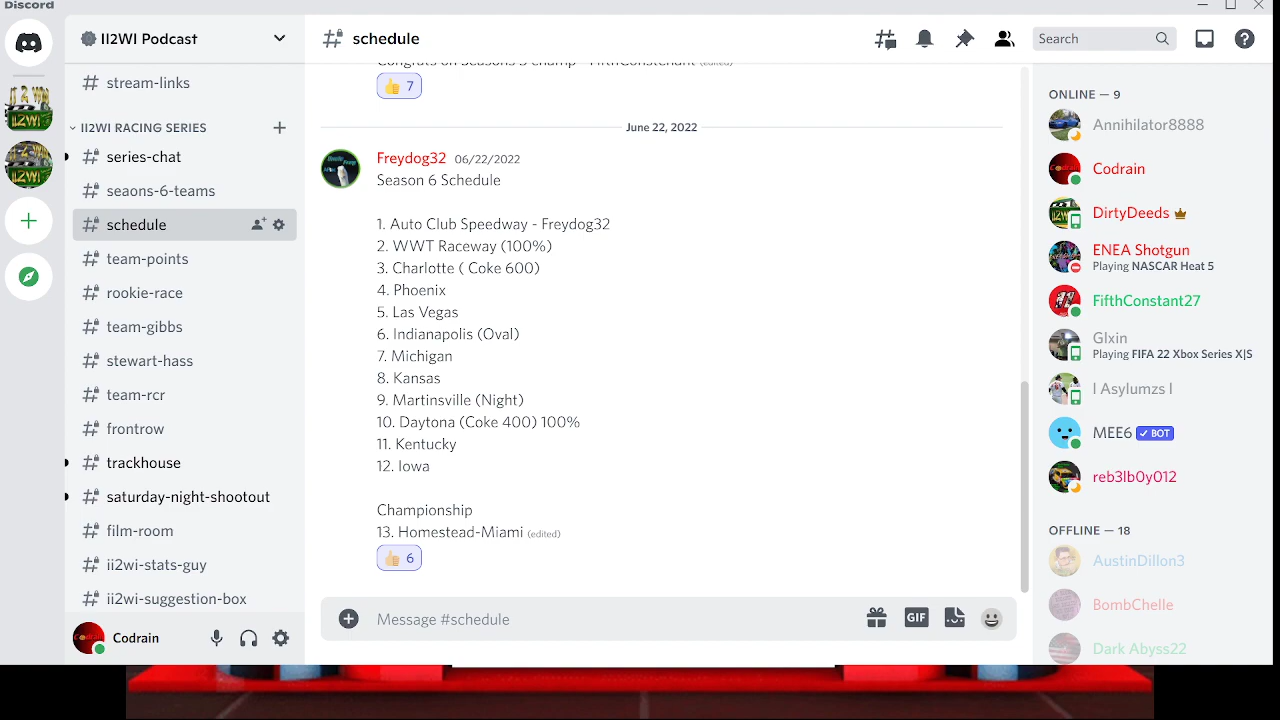 Discord
II2WI Podcast
schedule
Search
stream-links
II2WI RACING SERIES
series-chat
seaons-6-teams
schedule
team-points
rookie-race
team-gibbs
stewart-hass
team-rcr
frontrow
trackhouse
saturday-night-shootout
film-room
ii2wi-stats-guy
ii2wi-suggestion-box
Codrain
(edited)
7
June 22, 2022
Freydog32 06/22/2022
Season 6 Schedule
1. Auto Club Speedway - Freydog32
2. WWT Raceway (100%)
3. Charlotte ( Coke 600)
4. Phoenix
5. Las Vegas
6. Indianapolis (Oval)
7. Michigan
8. Kansas
9. Martinsville (Night)
10. Daytona (Coke 400) 100%
11. Kentucky
12. Iowa
Championship
13. Homestead-Miami (edited)
6
Message #schedule
GIF
ONLINE — 9
Annihilator8888
Codrain
DirtyDeeds
ENEA Shotgun
Playing NASCAR Heat 5
FifthConstant27
Playing FIFA 22 Xbox Series X|S
MEE6 BOT
reb3lb0y012
OFFLINE — 18
AustinDillon3
BombChelle
Dark Abyss22